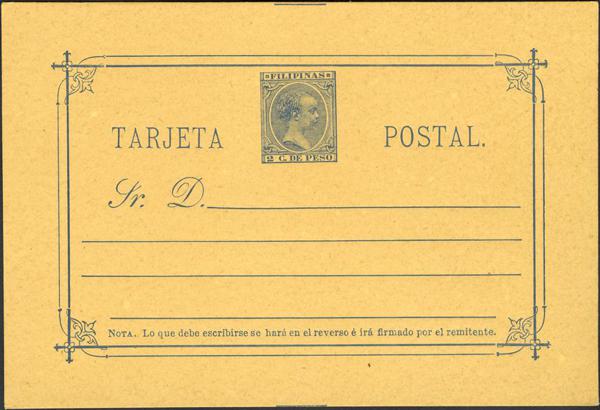 FILIPINAS
2 C. DE PESO
TARJETA POSTAL.
Sr. D.
NOTA. Lo que debe escribirse se hará en el reverso é irá firmado por el remitente.